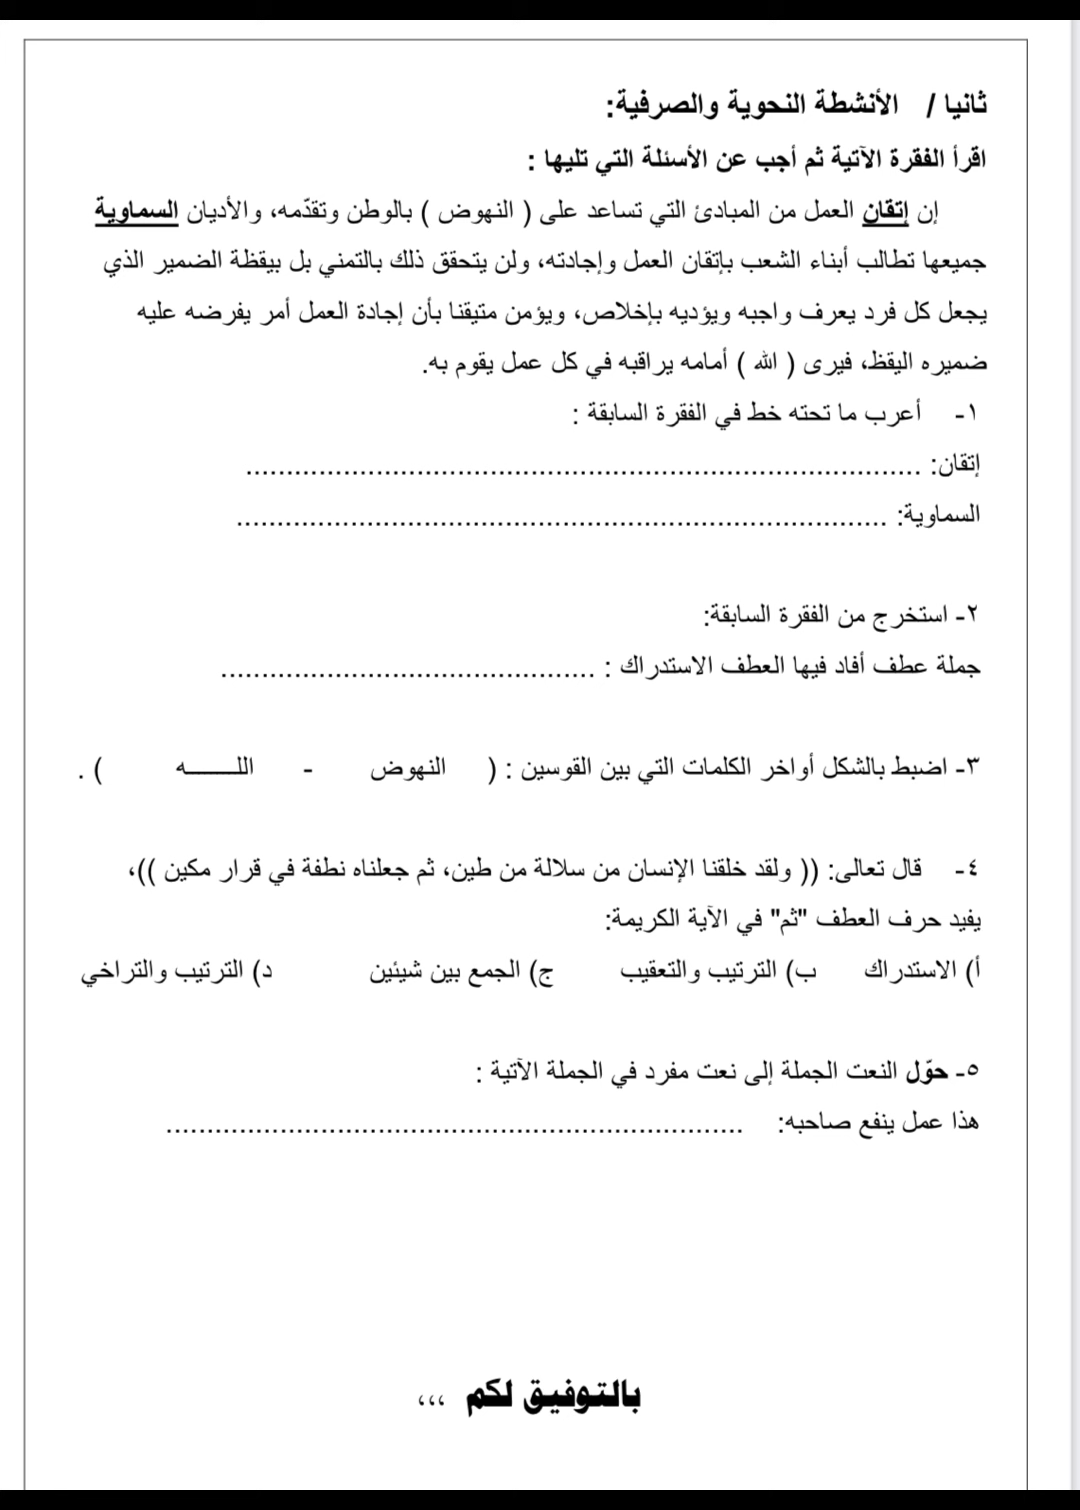 ثانيا / الأنشطة النحوية والصرفية:
اقرأ الفقرة الآتية ثم أجب عن الأسئلة التي تليها :
إن إتقان العمل من المبادئ التي تساعد على ( النهوض ) بالوطن وتقدّمه، والأديان السماوية
جميعها تطالب أبناء الشعب بإتقان العمل وإجادته، ولن يتحقق ذلك بالتمني بل بيقظة الضمير الذي
يجعل كل فرد يعرف واجبه ويؤديه بإخلاص، ويؤمن متيقنا بأن إجادة العمل أمر يفرضه عليه
ضميره اليقظ، فيرى ( الله ) أمامه يراقبه في كل عمل يقوم به.
١- أعرب ما تحته خط في الفقرة السابقة :
إتقان: ....................................................................................
السماوية: .................................................................................
٢- استخرج من الفقرة السابقة:
جملة عطف أفاد فيها العطف الاستدراك : ...............................................
٣- اضبط بالشكل أواخر الكلمات التي بين القوسين : ( النهوض - اللـــــه ) .
٤- قال تعالى: (( ولقد خلقنا الإنسان من سلالة من طين، ثم جعلناه نطفة في قرار مكين ))،
يفيد حرف العطف "ثم" في الآية الكريمة:
أ) الاستدراك ب) الترتيب والتعقيب ج) الجمع بين شيئين د) الترتيب والتراخي
٥- حوّل النعت الجملة إلى نعت مفرد في الجملة الآتية :
هذا عمل ينفع صاحبه: ........................................................................
بالتوفيق لكم ،،،